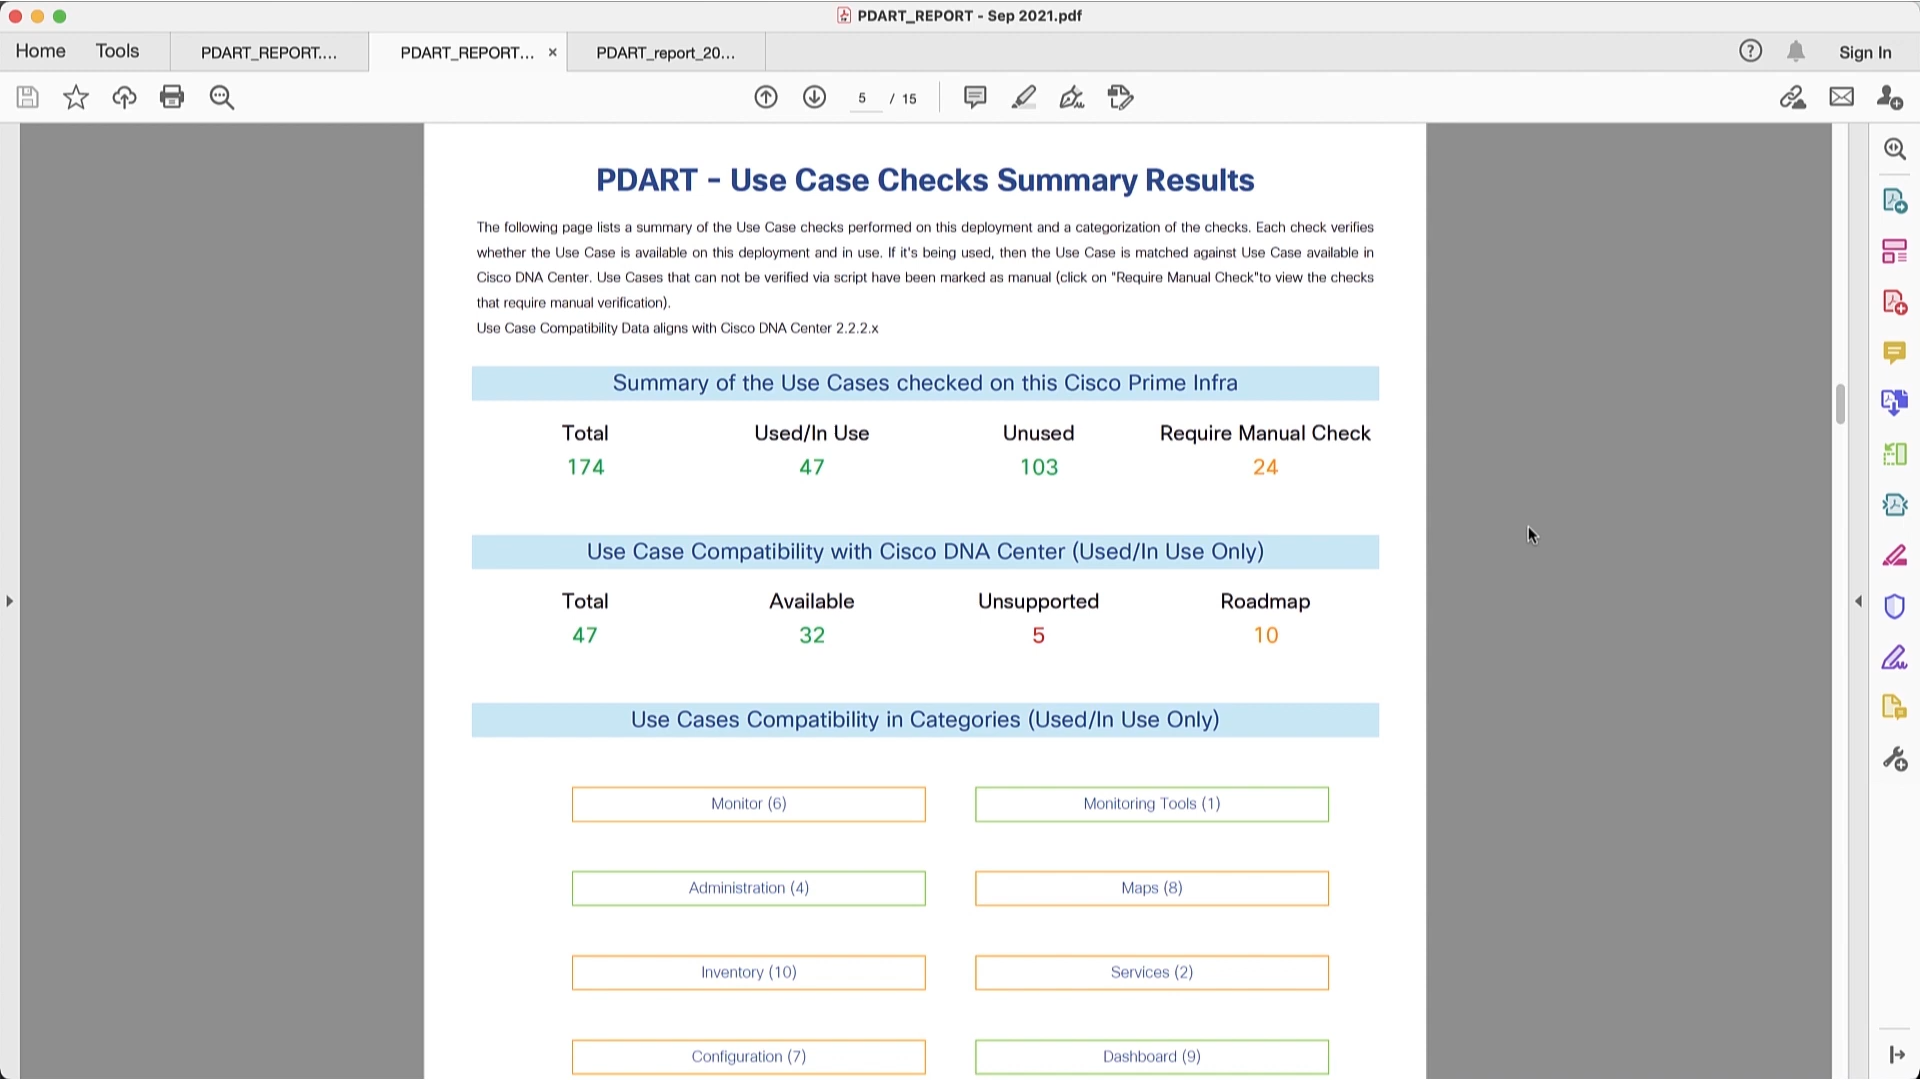 PDART_REPORT - Sep 2021.pdf
Home
Tools
PDART_REPORT....
PDART_REPORT... ×
PDART_report_20...
Sign In
5 / 15
PDART - Use Case Checks Summary Results
The following page lists a summary of the Use Case checks performed on this deployment and a categorization of the checks. Each check verifies
whether the Use Case is available on this deployment and in use. If it's being used, then the Use Case is matched against Use Case available in
Cisco DNA Center. Use Cases that can not be verified via script have been marked as manual (click on "Require Manual Check"to view the checks
that require manual verification).
Use Case Compatibility Data aligns with Cisco DNA Center 2.2.2.x
Summary of the Use Cases checked on this Cisco Prime Infra
Total Used/In Use Unused Require Manual Check
174 47 103 24
Use Case Compatibility with Cisco DNA Center (Used/In Use Only)
Total Available Unsupported Roadmap
47 32 5 10
Use Cases Compatibility in Categories (Used/In Use Only)
Monitor (6) Monitoring Tools (1)
Administration (4) Maps (8)
Inventory (10) Services (2)
Configuration (7) Dashboard (9)